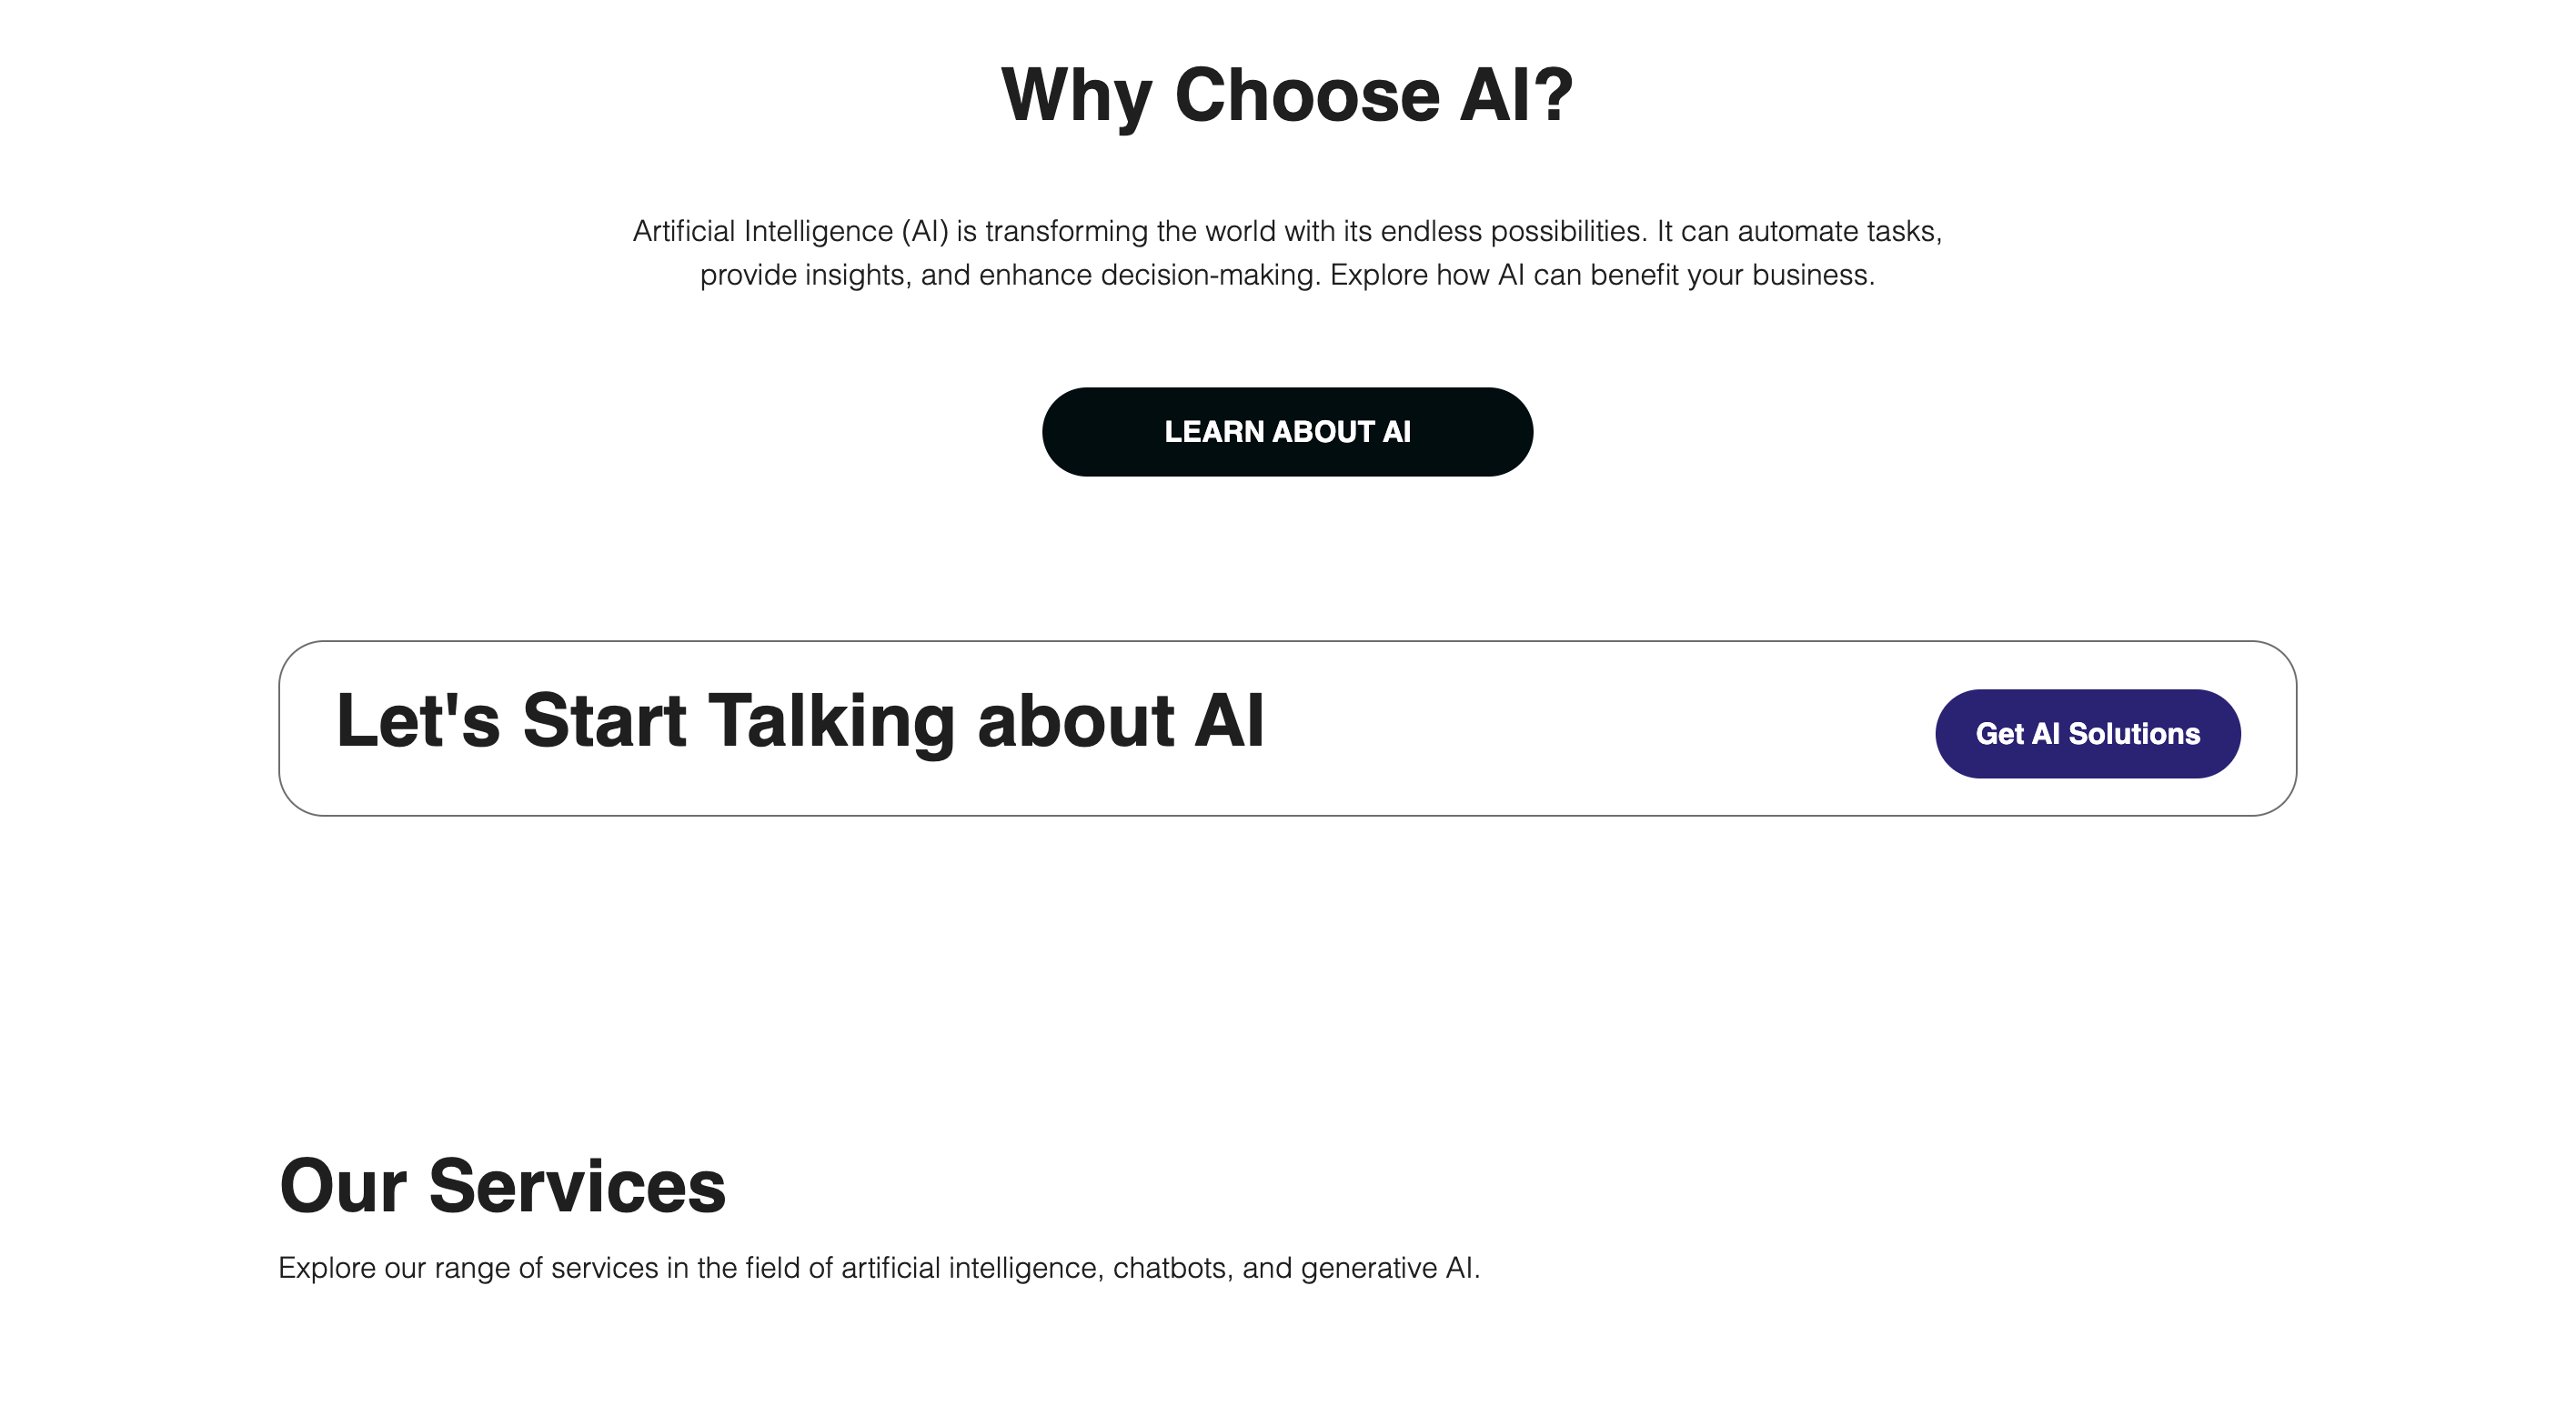 Why Choose AI?
Artificial Intelligence (AI) is transforming the world with its endless possibilities. It can automate tasks,
provide insights, and enhance decision-making. Explore how AI can benefit your business.
LEARN ABOUT AI
Let's Start Talking about AI
Get AI Solutions
Our Services
Explore our range of services in the field of artificial intelligence, chatbots, and generative AI.